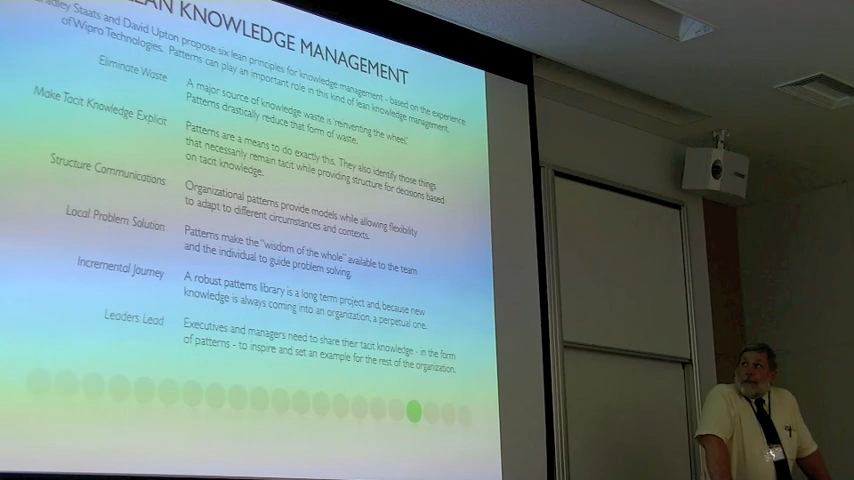 LEAN KNOWLEDGE MANAGEMENT
Bradley Staats and David Upton propose six lean principles for knowledge management - based on the experience
of Wipro Technologies. Patterns can play an important role in this kind of lean knowledge management.
Eliminate Waste
A major source of knowledge waste is 'reinventing the wheel.'
Patterns drastically reduce that form of waste.
Make Tacit Knowledge Explicit
Patterns are a means to do exactly this. They also identify those things
that necessarily remain tacit while providing structure for decisions based
on tacit knowledge.
Structure Communications
Organizational patterns provide models while allowing flexibility
to adapt to different circumstances and contexts.
Local Problem Solution
Patterns make the "wisdom of the whole" available to the team
and the individual to guide problem solving.
Incremental Journey
A robust patterns library is a long term project and, because new
knowledge is always coming into an organization, a perpetual one.
Leaders Lead
Executives and managers need to share their tacit knowledge - in the form
of patterns - to inspire and set an example for the rest of the organization.